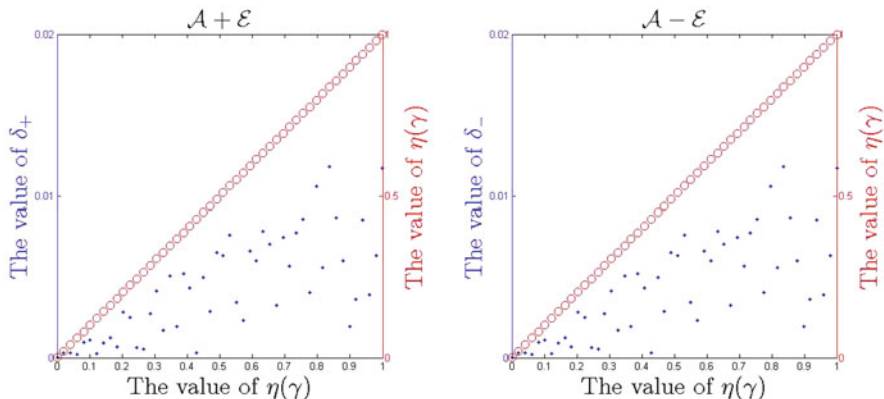 𝒜 + ℰ
The value of δ₊
0.02
0.01
0
1
0.5
0
The value of η(γ)
0 0.1 0.2 0.3 0.4 0.5 0.6 0.7 0.8 0.9 1
The value of η(γ)
𝒜 − ℰ
The value of δ₋
0.02
0.01
0
1
0.5
0
The value of η(γ)
0 0.1 0.2 0.3 0.4 0.5 0.6 0.7 0.8 0.9 1
The value of η(γ)